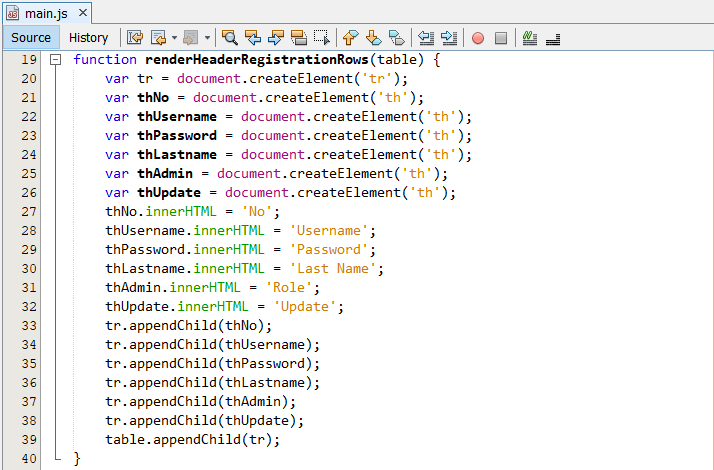 main.js
Source History
19 function renderHeaderRegistrationRows(table) {
20 var tr = document.createElement('tr');
21 var thNo = document.createElement('th');
22 var thUsername = document.createElement('th');
23 var thPassword = document.createElement('th');
24 var thLastname = document.createElement('th');
25 var thAdmin = document.createElement('th');
26 var thUpdate = document.createElement('th');
27 thNo.innerHTML = 'No';
28 thUsername.innerHTML = 'Username';
29 thPassword.innerHTML = 'Password';
30 thLastname.innerHTML = 'Last Name';
31 thAdmin.innerHTML = 'Role';
32 thUpdate.innerHTML = 'Update';
33 tr.appendChild(thNo);
34 tr.appendChild(thUsername);
35 tr.appendChild(thPassword);
36 tr.appendChild(thLastname);
37 tr.appendChild(thAdmin);
38 tr.appendChild(thUpdate);
39 table.appendChild(tr);
40 }